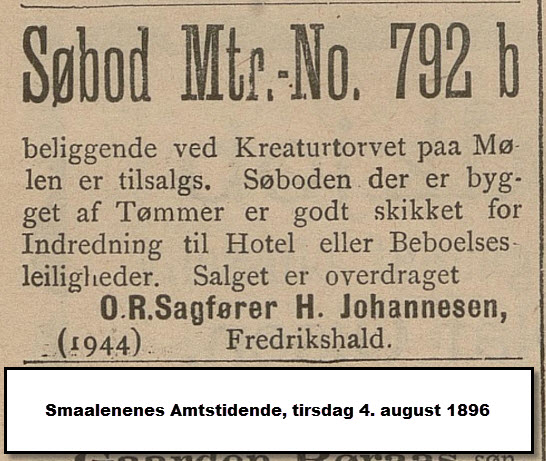 Søbod Mtr.-No. 792 b
beliggende ved Kreaturtorvet paa Mø-
len er tilsalgs. Søboden der er byg-
get af Tømmer er godt skikket for
Indredning til Hotel eller Beboelses-
leiligheder. Salget er overdraget
O.R.Sagfører H. Johannesen,
(1944) Fredrikshald.
Smaalenenes Amtstidende, tirsdag 4. august 1896